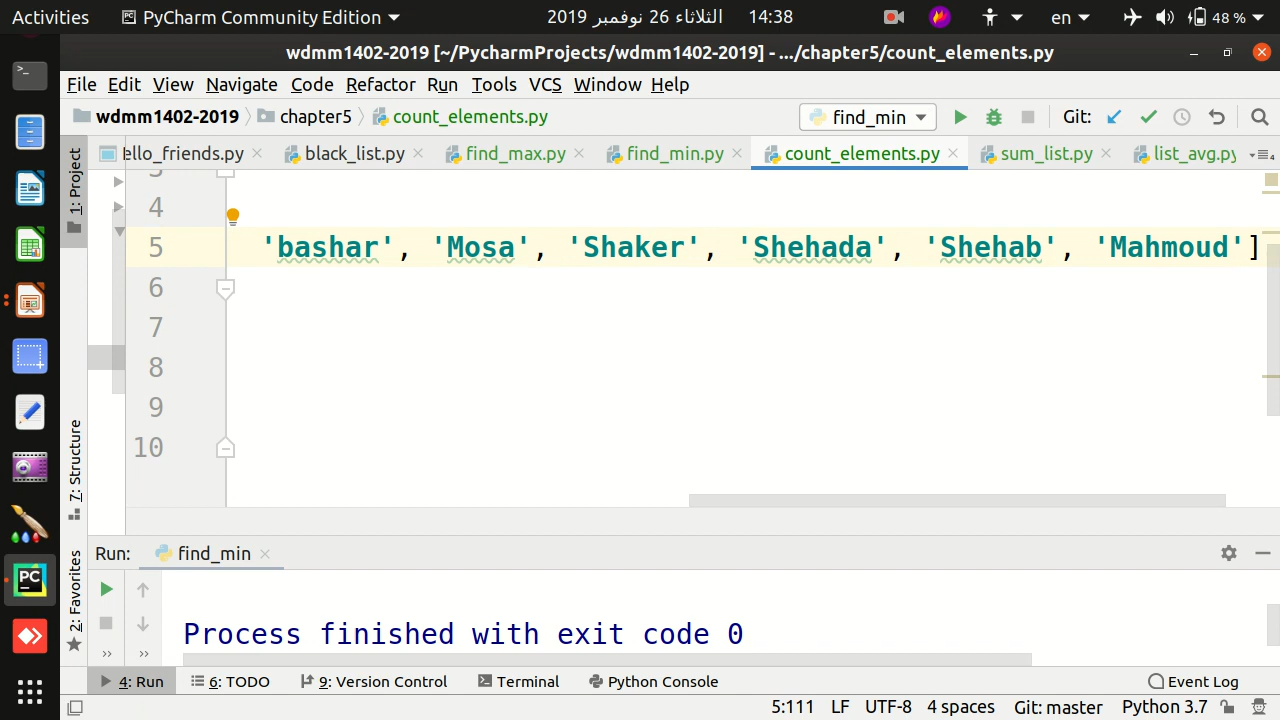 Activities PyCharm Community Edition الثلاثاء 26 نوفمبر 2019 14:38 en 48 %
wdmm1402-2019 [~/PycharmProjects/wdmm1402-2019] - .../chapter5/count_elements.py
File Edit View Navigate Code Refactor Run Tools VCS Window Help
wdmm1402-2019 chapter5 count_elements.py find_min Git:
ello_friends.py black_list.py find_max.py find_min.py count_elements.py sum_list.py list_avg.py
1: Project
7: Structure
2: Favorites
4
5 'bashar', 'Mosa', 'Shaker', 'Shehada', 'Shehab', 'Mahmoud']
6
7
8
9
10
Run: find_min
Process finished with exit code 0
4: Run 6: TODO 9: Version Control Terminal Python Console Event Log
5:111 LF UTF-8 4 spaces Git: master Python 3.7